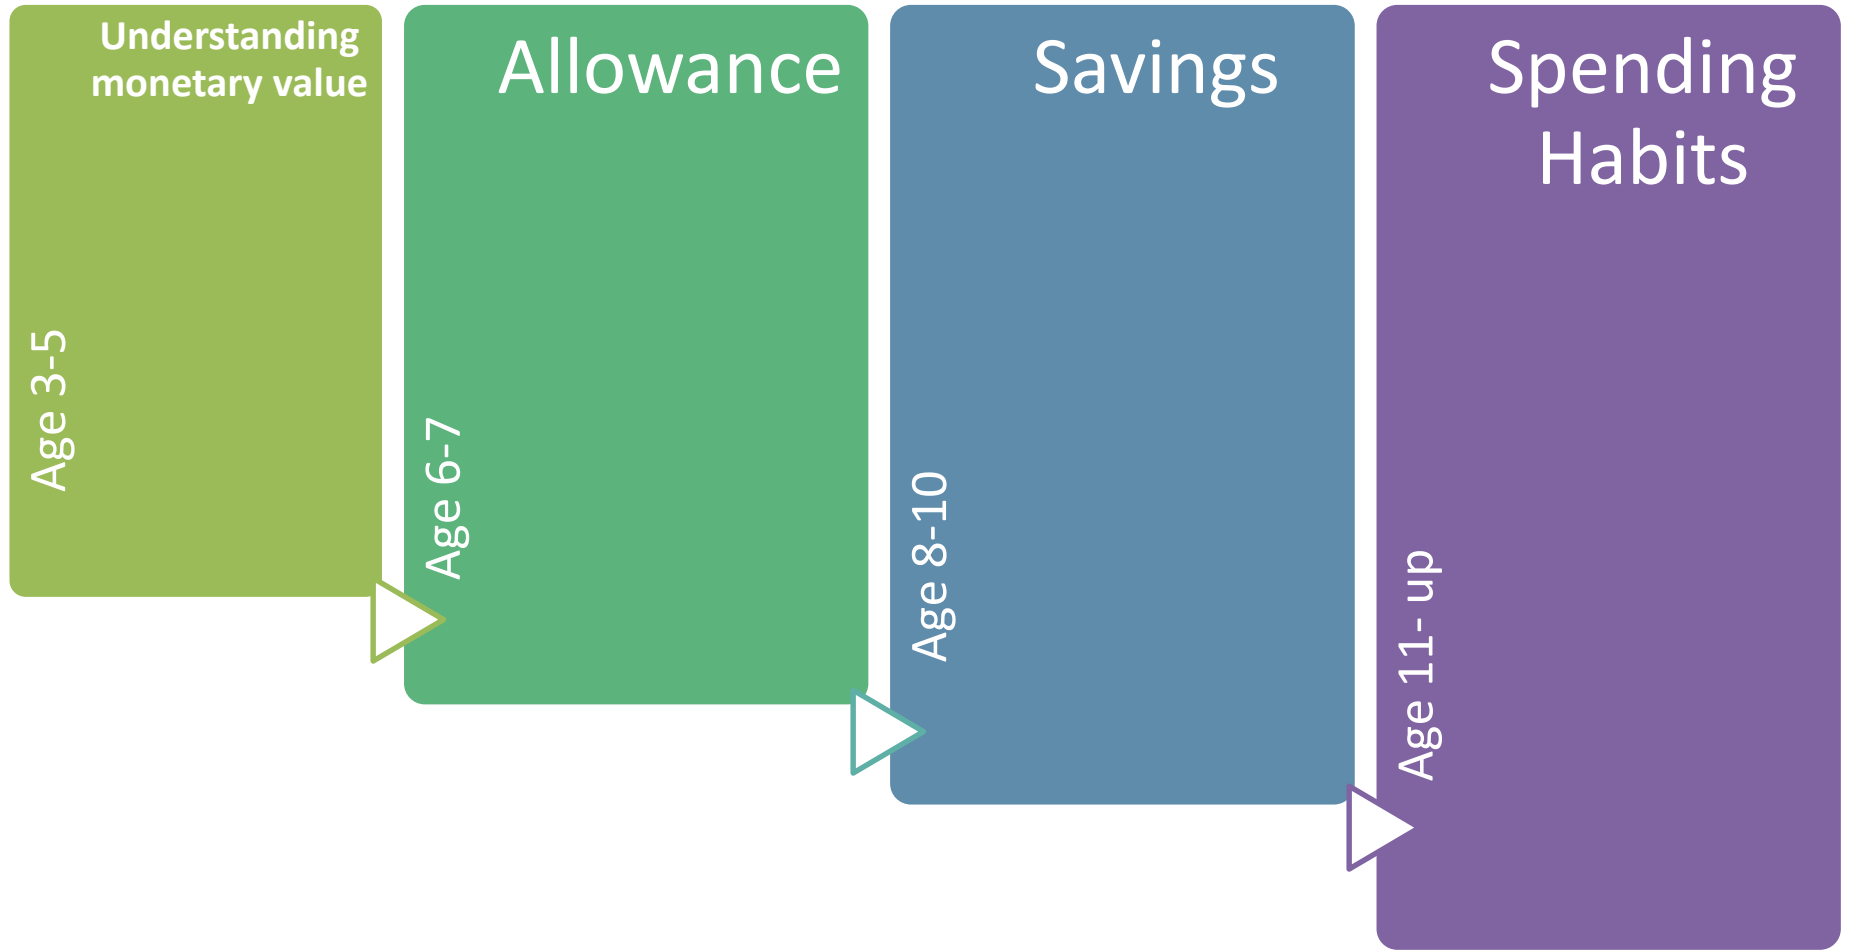 Understanding
monetary value
Age 3-5
Allowance
Age 6-7
Savings
Age 8-10
Spending
Habits
Age 11- up